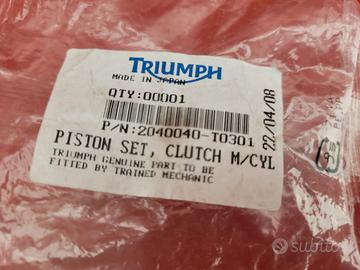 TRIUMPH
MADE IN JAPAN
QTY:00001
P/N:2040040-T0301
PISTON SET, CLUTCH M/CYL
TRIUMPH GENUINE PART TO BE
FITTED BY TRAINED MECHANIC
22/04/08
subito